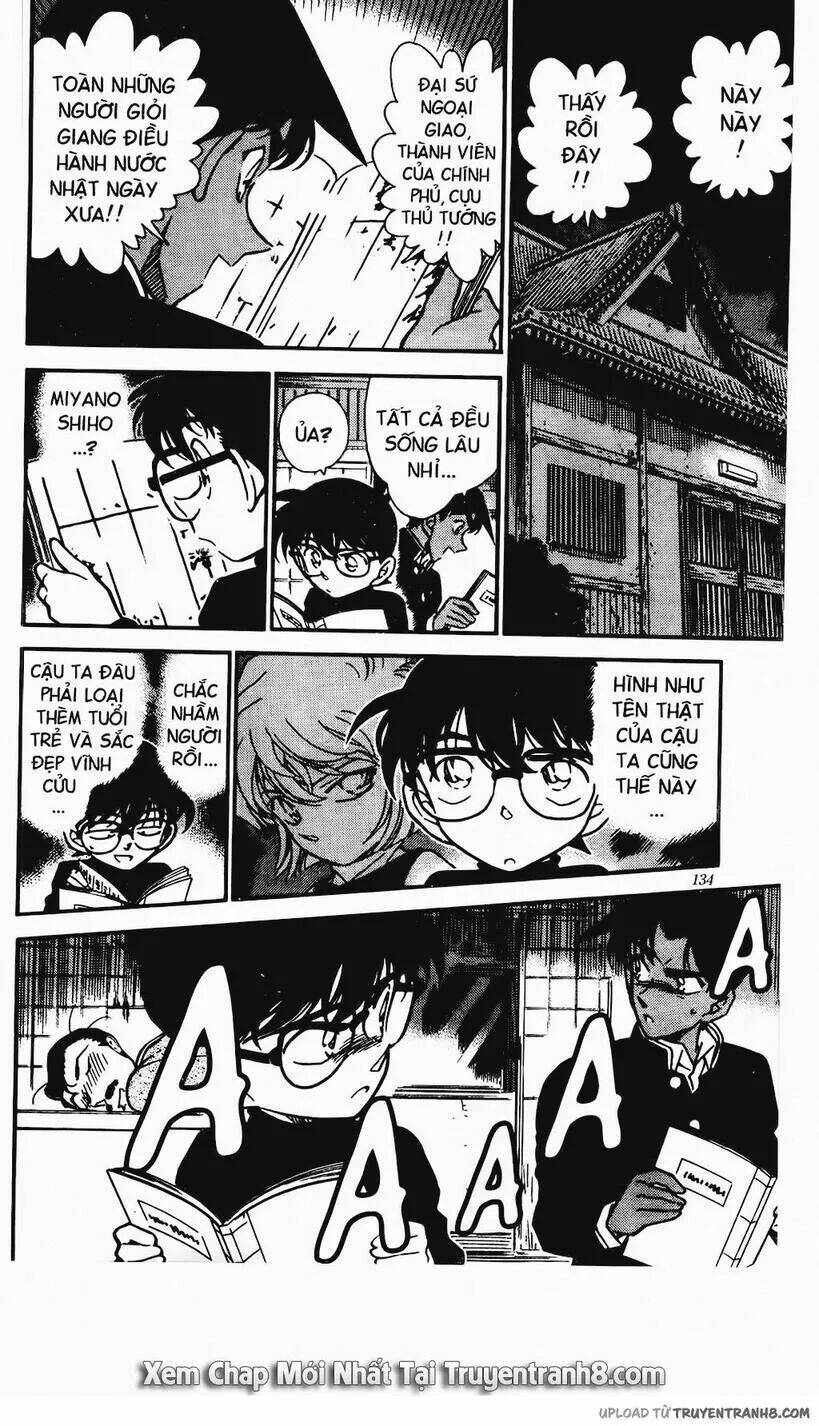 NÀY
NÀY
!
THẤY
RỒI
ĐÂY
!!
ĐẠI SỨ
NGOẠI
GIAO,
THÀNH VIÊN
CỦA CHÍNH
PHỦ, CỰU
THỦ TƯỚNG
!!
TOÀN NHỮNG
NGƯỜI GIỎI
GIANG ĐIỀU
HÀNH NƯỚC
NHẬT NGÀY
XƯA!!
TẤT CẢ ĐỀU
SỐNG LÂU
NHỈ...
ỦA?
MIYANO
SHIHO
...?
HÌNH NHƯ
TÊN THẬT
CỦA CẬU
TA CŨNG
THẾ NÀY
...
CHẮC
NHẦM
NGƯỜI
RỒI...
CẬU TA ĐÂU
PHẢI LOẠI
THÈM TUỔI
TRẺ VÀ SẮC
ĐẸP VĨNH
CỬU
...
134
A
A
A
A
A
Xem Chap Mới Nhất Tại Truyentranh8.com
UPLOAD TỪ TRUYENTRANH8.COM